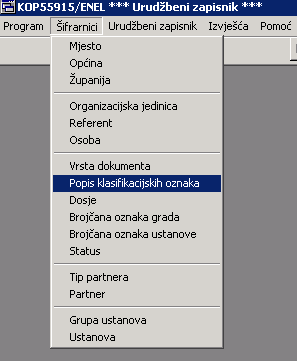 KOP55915/ENEL *** Urudžbeni zapisnik ***
Program Šifrarnici Urudžbeni zapisnik Izvješća Pomoć
Mjesto
Općina
Županija
Organizacijska jedinica
Referent
Osoba
Vrsta dokumenta
Popis klasifikacijskih oznaka
Dosje
Brojčana oznaka grada
Brojčana oznaka ustanove
Status
Tip partnera
Partner
Grupa ustanova
Ustanova